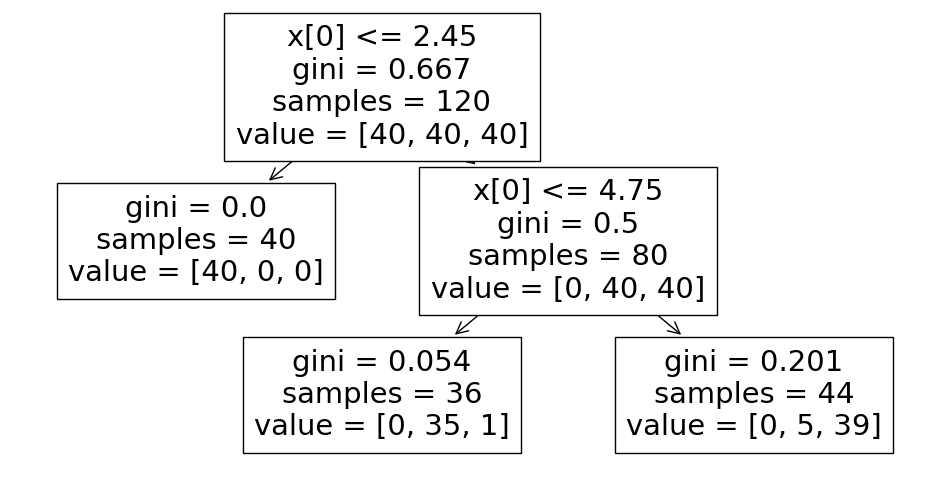 x[0] <= 2.45
gini = 0.667
samples = 120
value = [40, 40, 40]
gini = 0.0
samples = 40
value = [40, 0, 0]
x[0] <= 4.75
gini = 0.5
samples = 80
value = [0, 40, 40]
gini = 0.054
samples = 36
value = [0, 35, 1]
gini = 0.201
samples = 44
value = [0, 5, 39]